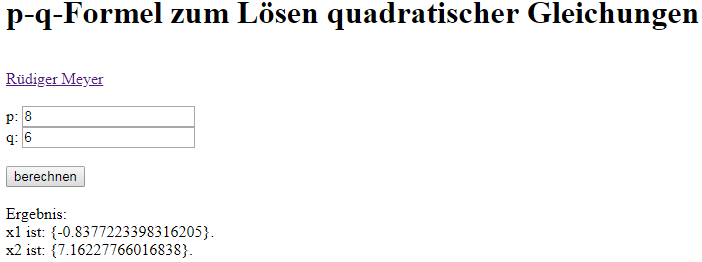 p-q-Formel zum Lösen quadratischer Gleichungen
Rüdiger Meyer
p: 8
q: 6
berechnen
Ergebnis:
x1 ist: {-0.8377223398316205}.
x2 ist: {7.16227766016838}.